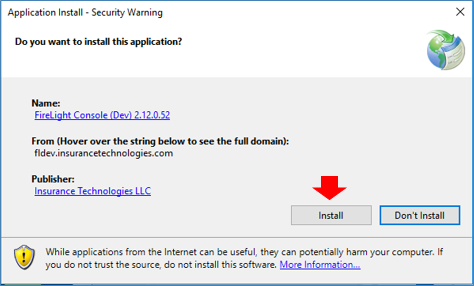 Application Install - Security Warning
Do you want to install this application?
Name:
FireLight Console (Dev) 2.12.0.52
From (Hover over the string below to see the full domain):
fldev.insurancetechnologies.com
Publisher:
Insurance Technologies LLC
Install
Don't Install
While applications from the Internet can be useful, they can potentially harm your computer. If
you do not trust the source, do not install this software. More Information...